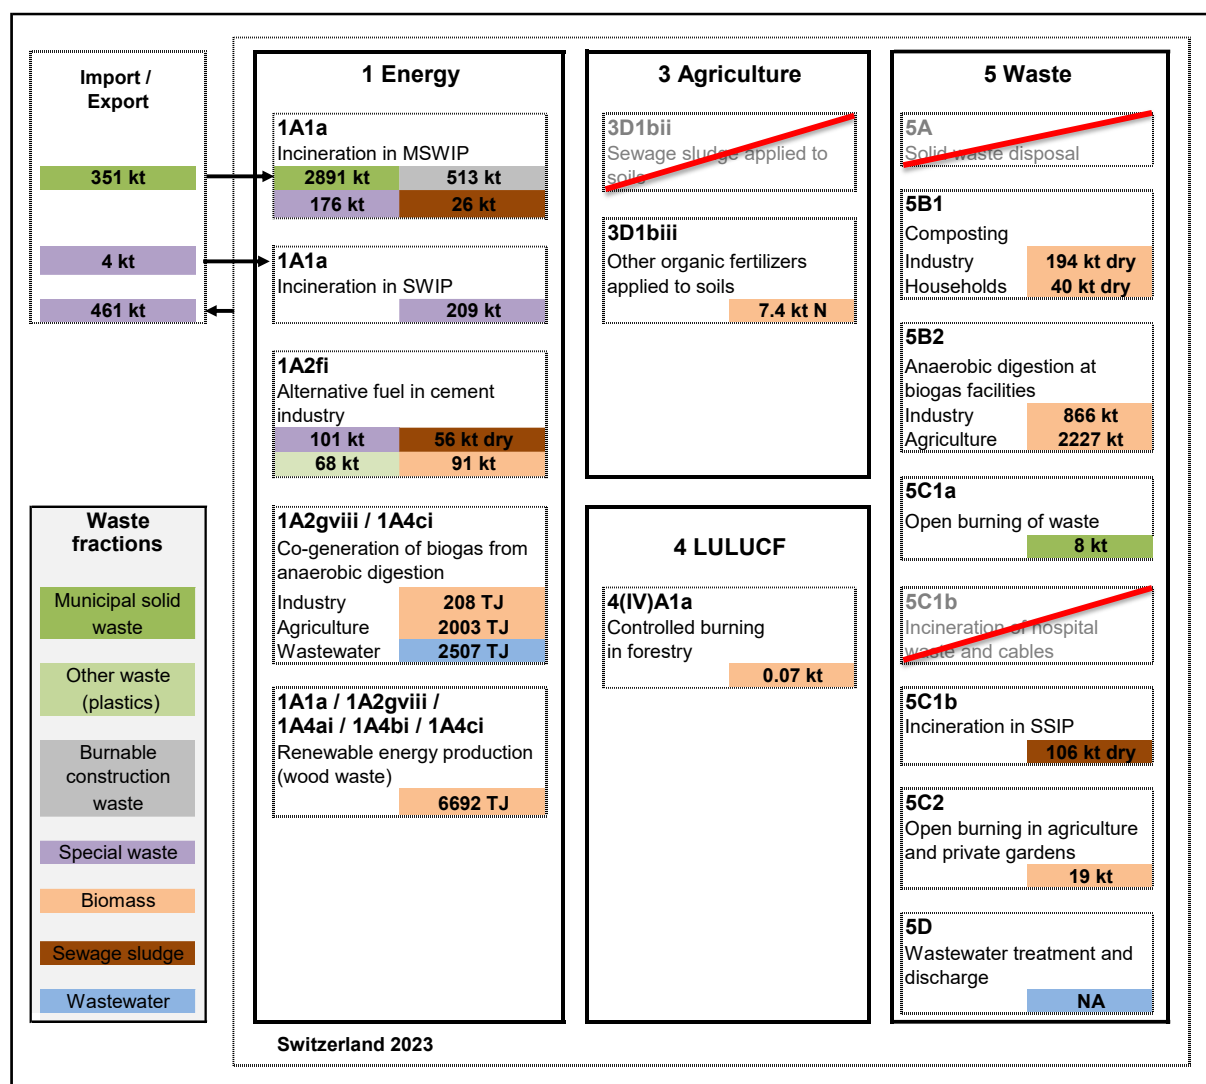 Import /
Export
351 kt
4 kt
461 kt
Waste
fractions
Municipal solid
waste
Other waste
(plastics)
Burnable
construction
waste
Special waste
Biomass
Sewage sludge
Wastewater
1 Energy
1A1a
Incineration in MSWIP
2891 kt 513 kt
176 kt 26 kt
1A1a
Incineration in SWIP
209 kt
1A2fi
Alternative fuel in cement
industry
101 kt 56 kt dry
68 kt 91 kt
1A2gviii / 1A4ci
Co-generation of biogas from
anaerobic digestion
Industry 208 TJ
Agriculture 2003 TJ
Wastewater 2507 TJ
1A1a / 1A2gviii /
1A4ai / 1A4bi / 1A4ci
Renewable energy production
(wood waste)
6692 TJ
3 Agriculture
3D1bii
Sewage sludge applied to
soils
3D1biii
Other organic fertilizers
applied to soils
7.4 kt N
4 LULUCF
4(IV)A1a
Controlled burning
in forestry
0.07 kt
5 Waste
5A
Solid waste disposal
5B1
Composting
Industry 194 kt dry
Households 40 kt dry
5B2
Anaerobic digestion at
biogas facilities
Industry 866 kt
Agriculture 2227 kt
5C1a
Open burning of waste
8 kt
5C1b
Incineration of hospital
waste and cables
5C1b
Incineration in SSIP
106 kt dry
5C2
Open burning in agriculture
and private gardens
19 kt
5D
Wastewater treatment and
discharge
NA
Switzerland 2023